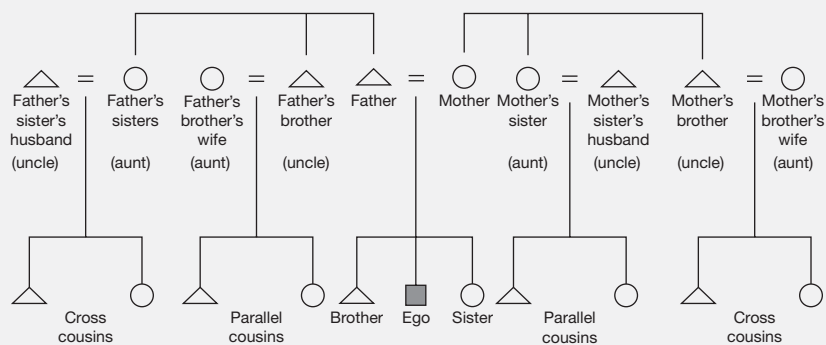 Father's sister's husband (uncle)
Father's sisters (aunt)
Father's brother's wife (aunt)
Father's brother (uncle)
Father
Mother
Mother's sister (aunt)
Mother's sister's husband (uncle)
Mother's brother (uncle)
Mother's brother's wife (aunt)
Cross cousins
Parallel cousins
Brother
Ego
Sister
Parallel cousins
Cross cousins